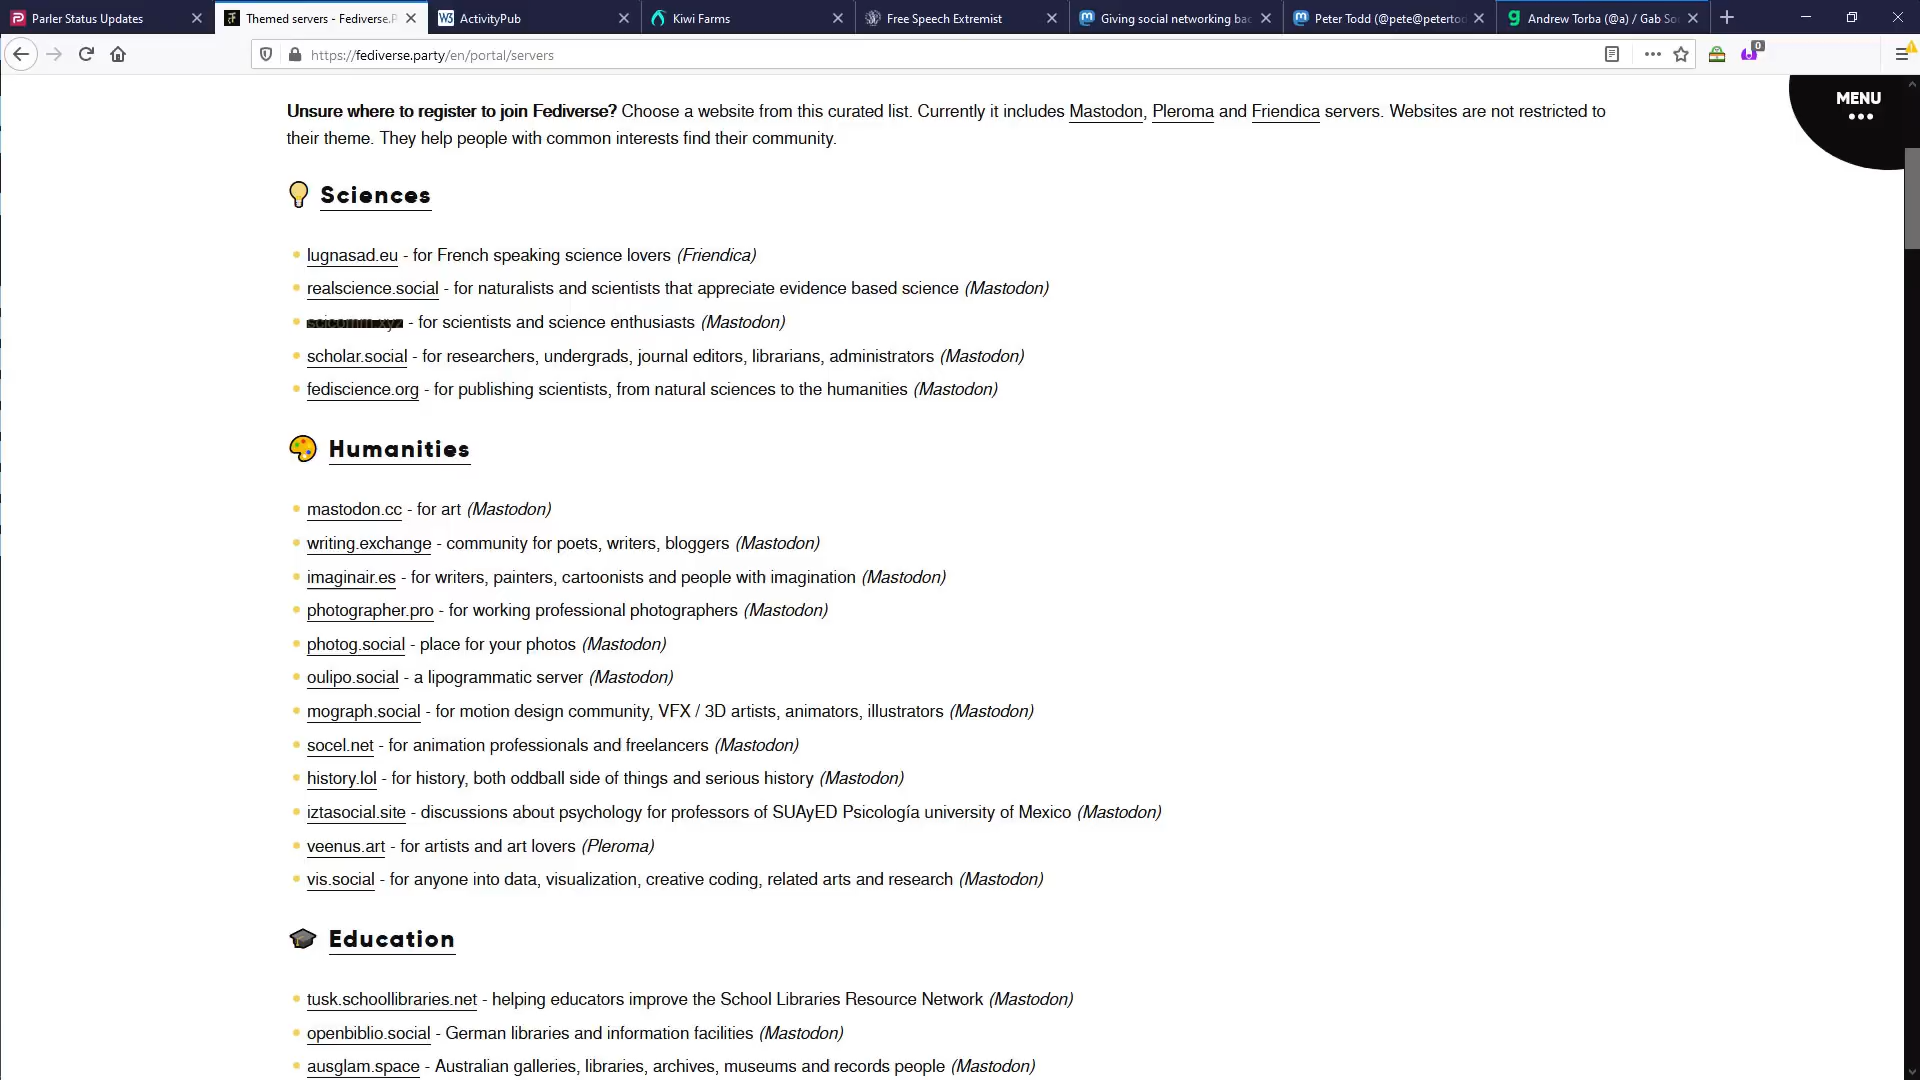 Parler Status Updates
Themed servers - Fediverse.P
ActivityPub
Kiwi Farms
Free Speech Extremist
Giving social networking bac
Peter Todd (@pete@petertod
Andrew Torba (@a) / Gab So
https://fediverse.party/en/portal/servers
0
MENU
Unsure where to register to join Fediverse? Choose a website from this curated list. Currently it includes Mastodon, Pleroma and Friendica servers. Websites are not restricted to
their theme. They help people with common interests find their community.
Sciences
lugnasad.eu - for French speaking science lovers (Friendica)
realscience.social - for naturalists and scientists that appreciate evidence based science (Mastodon)
scicomm.xyz - for scientists and science enthusiasts (Mastodon)
scholar.social - for researchers, undergrads, journal editors, librarians, administrators (Mastodon)
fediscience.org - for publishing scientists, from natural sciences to the humanities (Mastodon)
Humanities
mastodon.cc - for art (Mastodon)
writing.exchange - community for poets, writers, bloggers (Mastodon)
imaginair.es - for writers, painters, cartoonists and people with imagination (Mastodon)
photographer.pro - for working professional photographers (Mastodon)
photog.social - place for your photos (Mastodon)
oulipo.social - a lipogrammatic server (Mastodon)
mograph.social - for motion design community, VFX / 3D artists, animators, illustrators (Mastodon)
socel.net - for animation professionals and freelancers (Mastodon)
history.lol - for history, both oddball side of things and serious history (Mastodon)
iztasocial.site - discussions about psychology for professors of SUAyED Psicología university of Mexico (Mastodon)
veenus.art - for artists and art lovers (Pleroma)
vis.social - for anyone into data, visualization, creative coding, related arts and research (Mastodon)
Education
tusk.schoollibraries.net - helping educators improve the School Libraries Resource Network (Mastodon)
openbiblio.social - German libraries and information facilities (Mastodon)
ausglam.space - Australian galleries, libraries, archives, museums and records people (Mastodon)